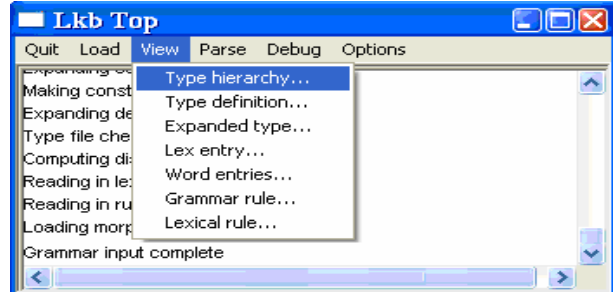 Lkb Top
Quit Load View Parse Debug Options
Expanding
Type hierarchy...
Making const
Type definition...
Expanding de
Expanded type...
Type file che
Lex entry...
Computing di
Word entries...
Reading in le
Grammar rule...
Reading in ru
Lexical rule...
Loading morp
Grammar input complete